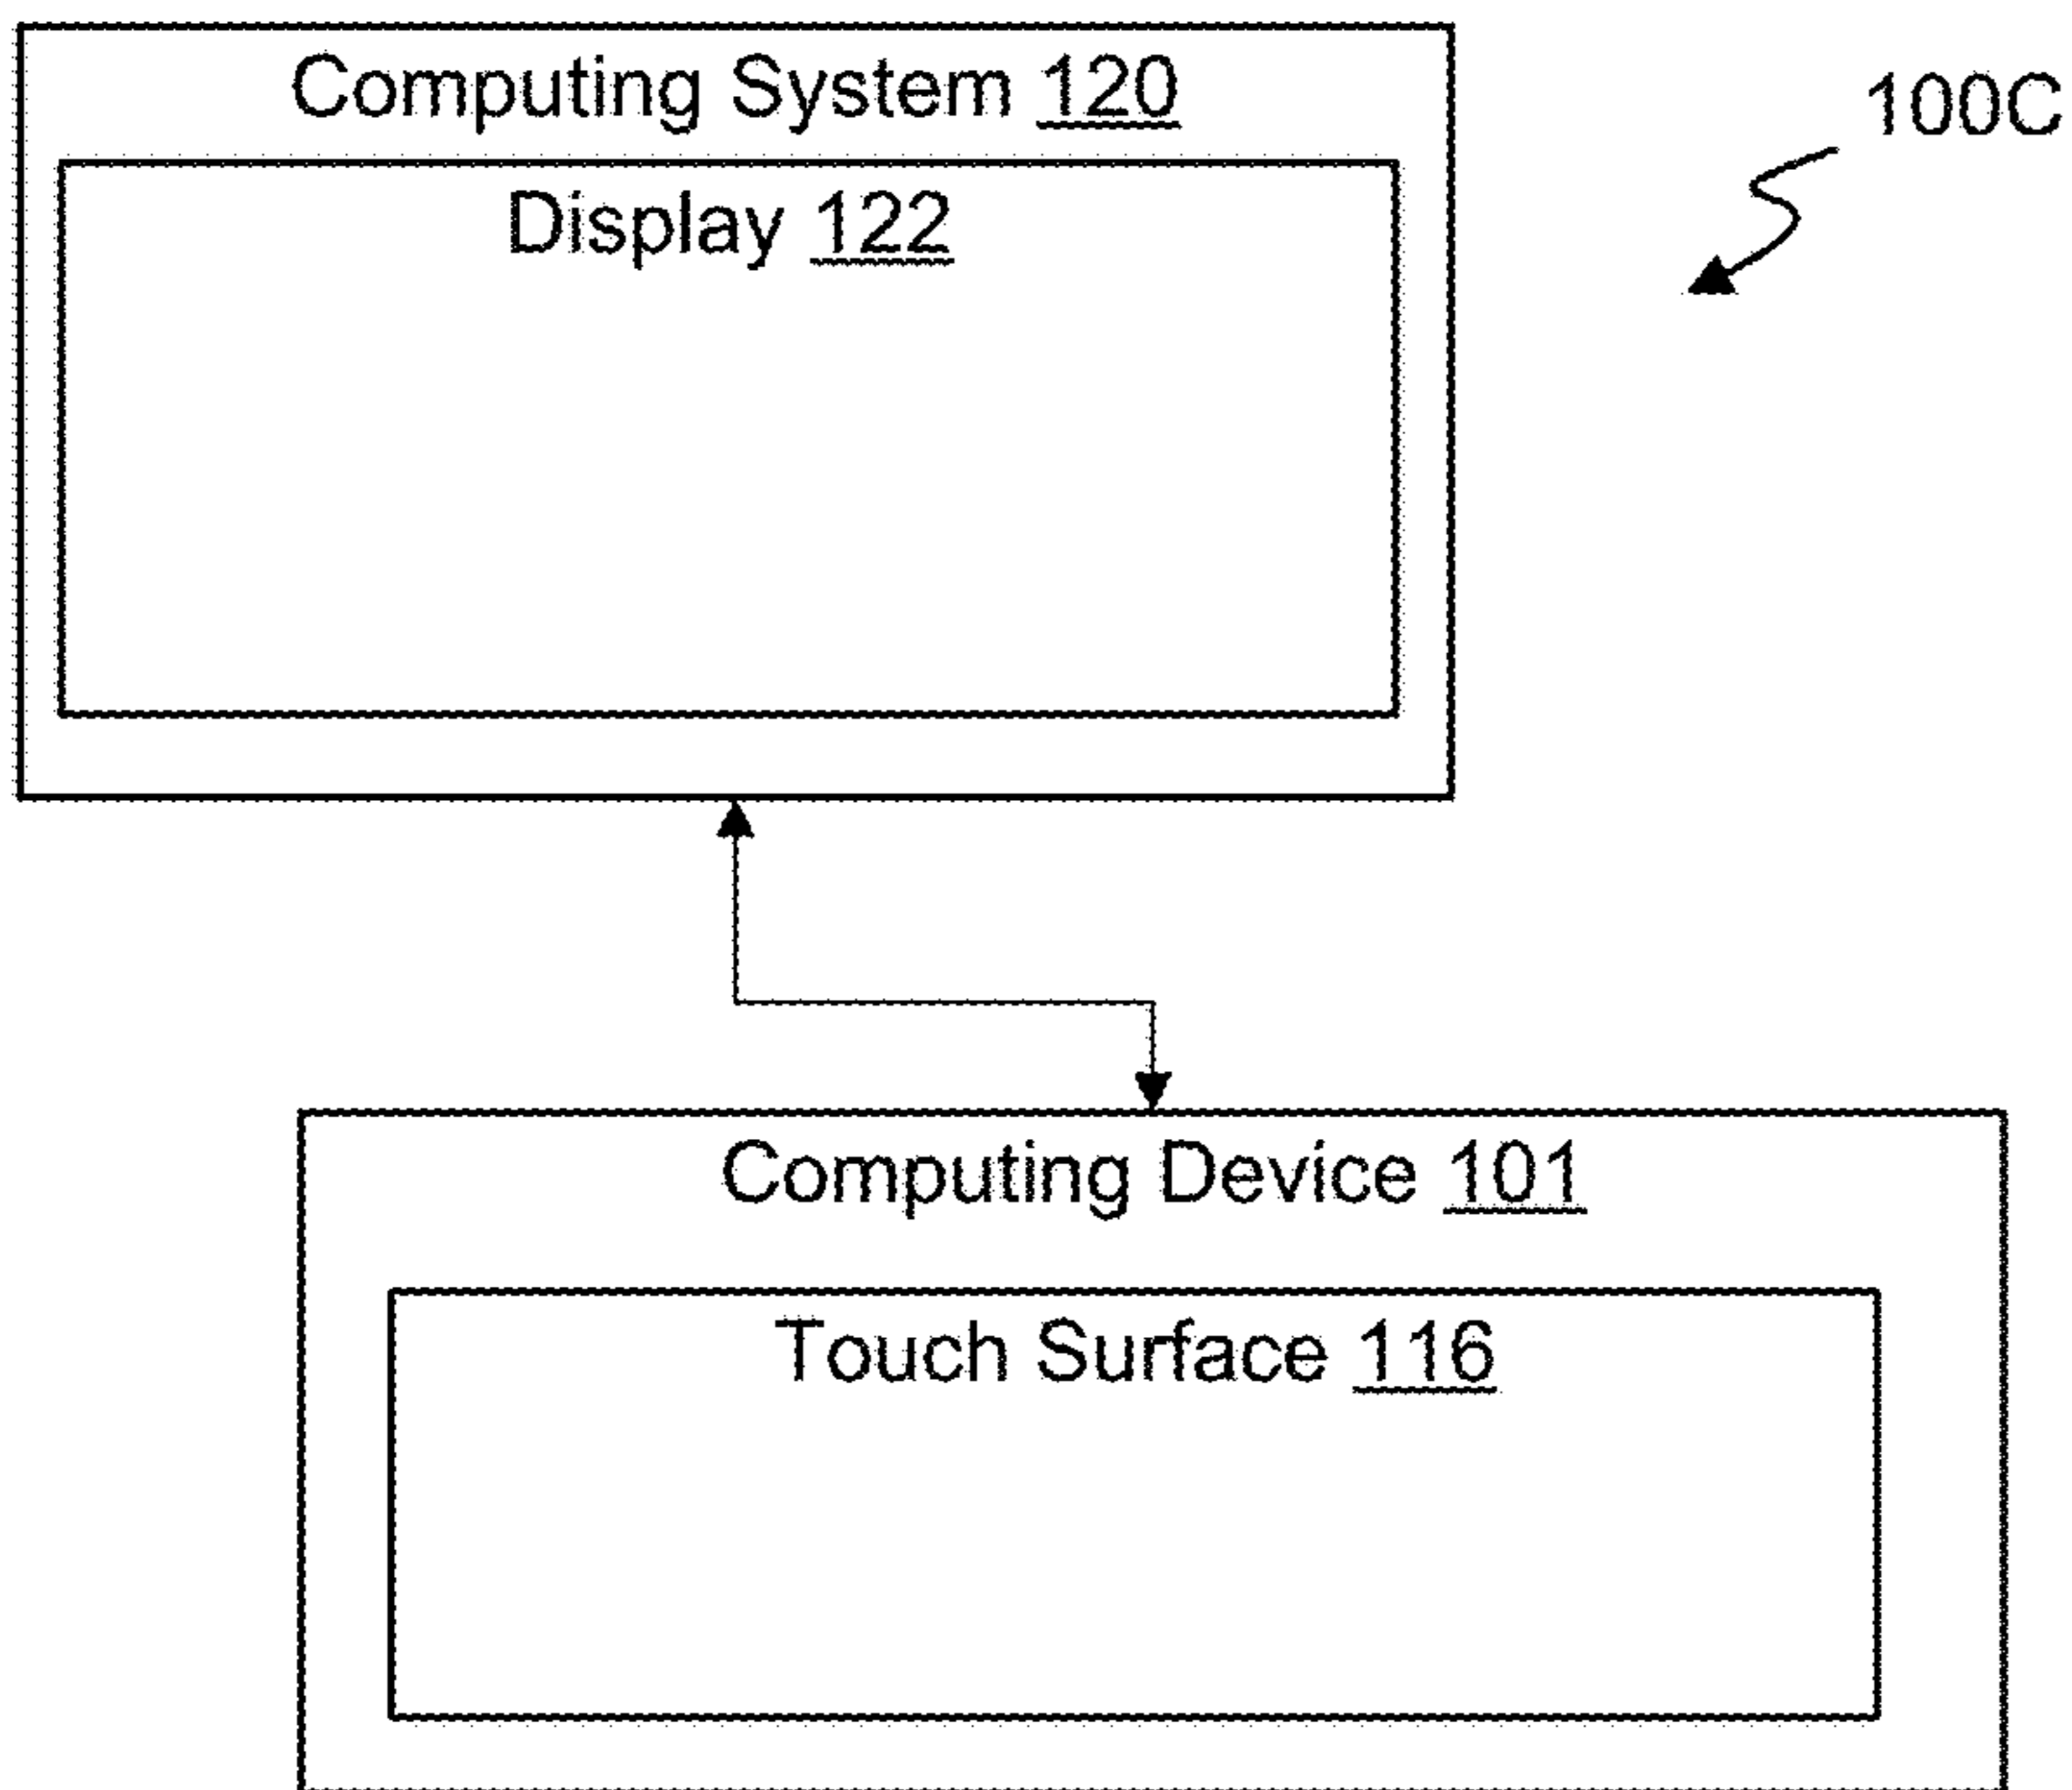 Computing System 120
100C
Display 122
Computing Device 101
Touch Surface 116